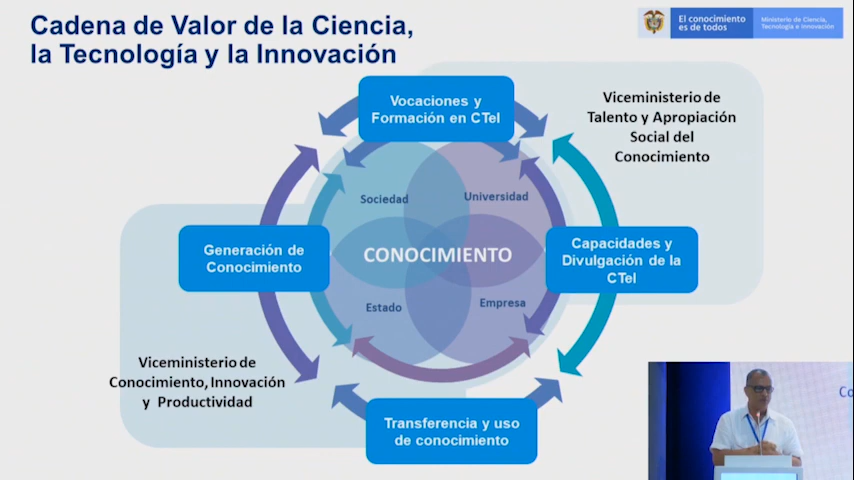 Cadena de Valor de la Ciencia,
la Tecnología y la Innovación
El conocimiento
es de todos
Ministerio de Ciencia,
Tecnología e Innovación
Vocaciones y
Formación en CTeI
Viceministerio de
Talento y Apropiación
Social del
Conocimiento
Sociedad
Universidad
Generación de
Conocimiento
CONOCIMIENTO
Capacidades y
Divulgación de la
CTeI
Estado
Empresa
Viceministerio de
Conocimiento, Innovación
y Productividad
Transferencia y uso
de conocimiento
Co